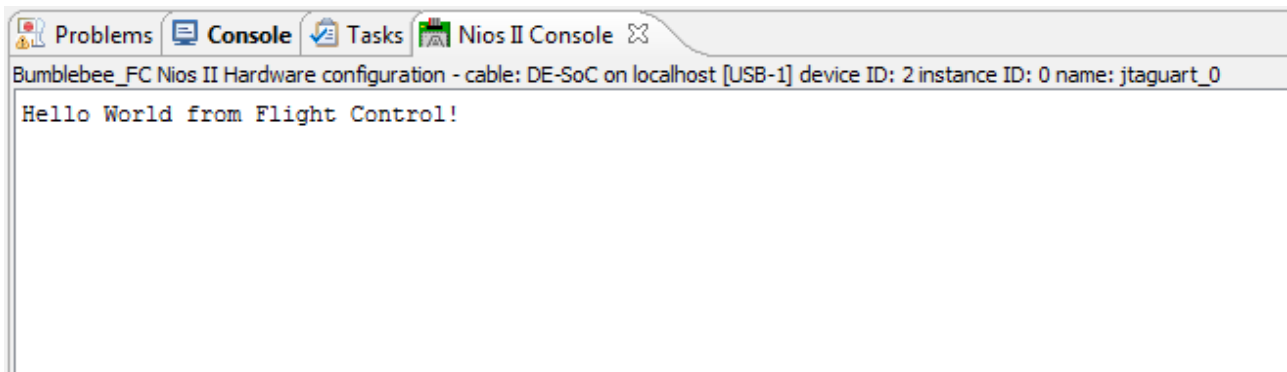 Problems Console Tasks Nios II Console
Bumblebee_FC Nios II Hardware configuration - cable: DE-SoC on localhost [USB-1] device ID: 2 instance ID: 0 name: jtaguart_0
Hello World from Flight Control!